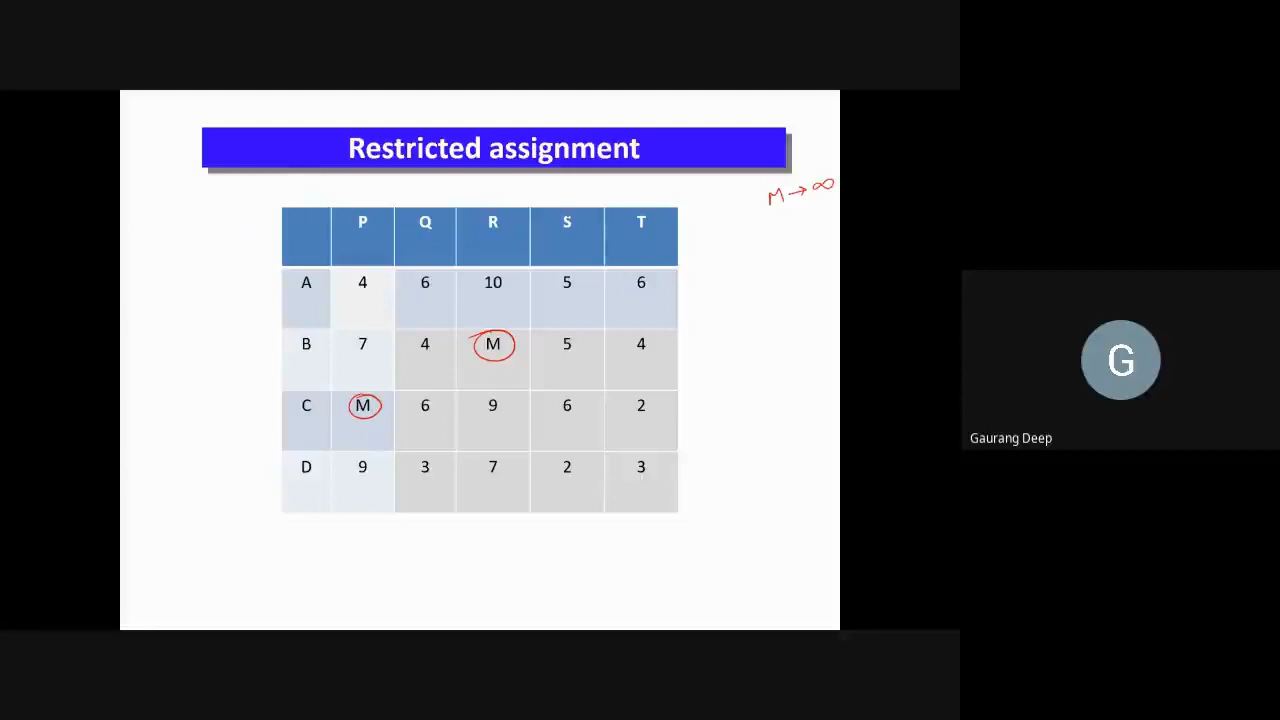 Restricted assignment
M→∞
P Q R S T
A 4 6 10 5 6
B 7 4 M 5 4
C M 6 9 6 2
D 9 3 7 2 3
G
Gaurang Deep